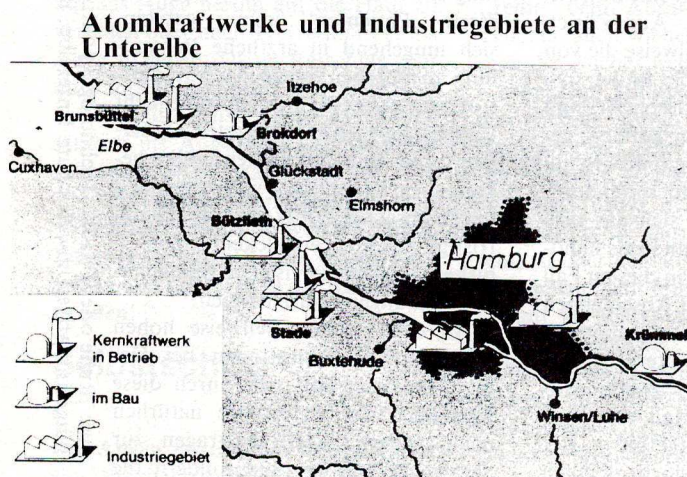 Atomkraftwerke und Industriegebiete an der
Unterelbe
Itzehoe
Brunsbüttel
Brokdorf
Elbe
Cuxhaven
Glückstadt
Elmshorn
Bützfleth
Hamburg
Stade
Krümmel
Buxtehude
Winsen/Luhe
Kernkraftwerk
in Betrieb
im Bau
Industriegebiet